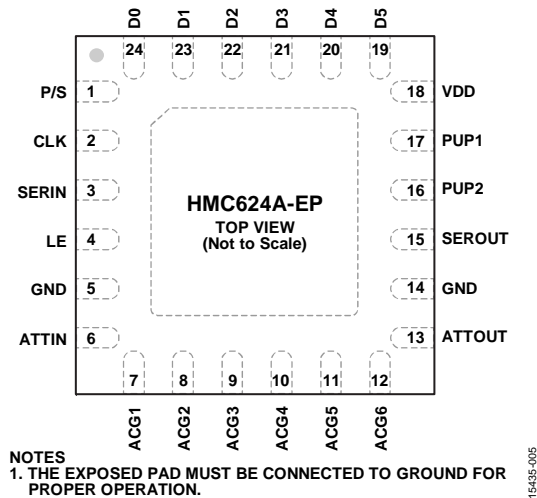 D0 D1 D2 D3 D4 D5
24 23 22 21 20 19
P/S 1 18 VDD
CLK 2 17 PUP1
SERIN 3 16 PUP2
LE 4 15 SEROUT
GND 5 14 GND
ATTIN 6 13 ATTOUT
HMC624A-EP
TOP VIEW
(Not to Scale)
7 8 9 10 11 12
ACG1 ACG2 ACG3 ACG4 ACG5 ACG6
NOTES
1. THE EXPOSED PAD MUST BE CONNECTED TO GROUND FOR
PROPER OPERATION.
15435-005